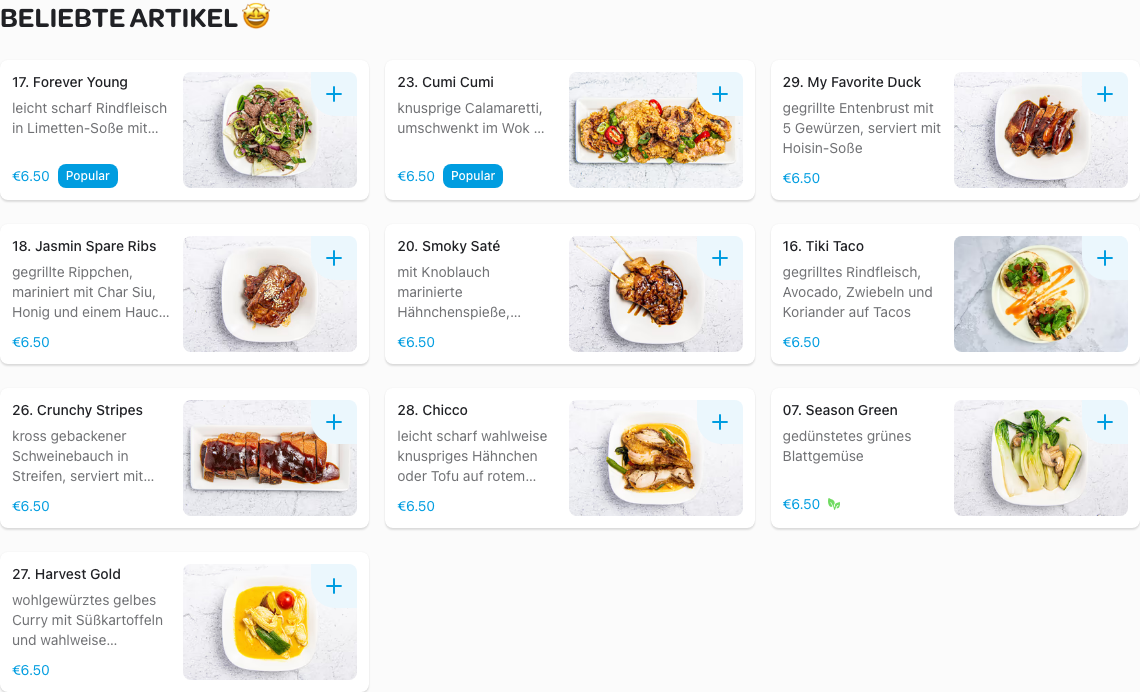 BELIEBTE ARTIKEL🤩
17. Forever Young
leicht scharf Rindfleisch
in Limetten-Soße mit...
€6.50 Popular
23. Cumi Cumi
knusprige Calamaretti,
umschwenkt im Wok ...
€6.50 Popular
29. My Favorite Duck
gegrillte Entenbrust mit
5 Gewürzen, serviert mit
Hoisin-Soße
€6.50
18. Jasmin Spare Ribs
gegrillte Rippchen,
mariniert mit Char Siu,
Honig und einem Hauc...
€6.50
20. Smoky Saté
mit Knoblauch
marinierte
Hähnchenspieße,...
€6.50
16. Tiki Taco
gegrilltes Rindfleisch,
Avocado, Zwiebeln und
Koriander auf Tacos
€6.50
26. Crunchy Stripes
kross gebackener
Schweinebauch in
Streifen, serviert mit...
€6.50
28. Chicco
leicht scharf wahlweise
knuspriges Hähnchen
oder Tofu auf rotem...
€6.50
07. Season Green
gedünstetes grünes
Blattgemüse
€6.50
27. Harvest Gold
wohlgewürztes gelbes
Curry mit Süßkartoffeln
und wahlweise...
€6.50